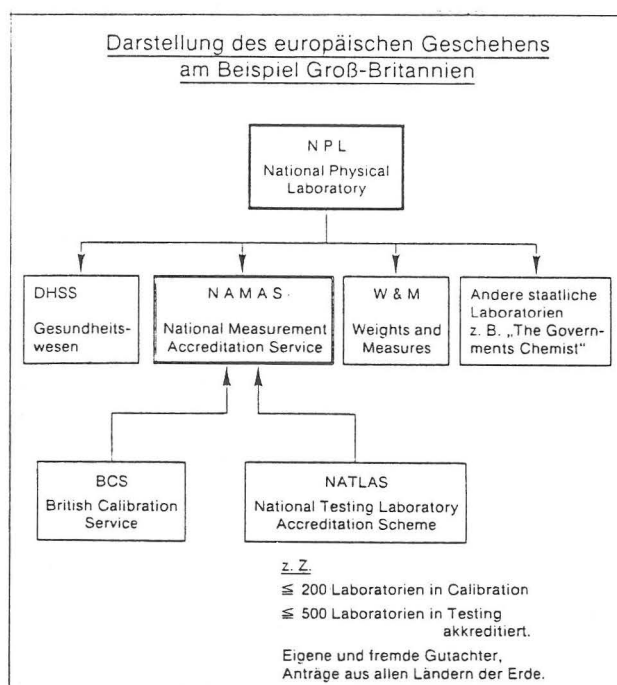 Darstellung des europäischen Geschehens
am Beispiel Groß-Britannien
N P L
National Physical
Laboratory
DHSS
Gesundheits-
wesen
N A M A S
National Measurement
Accreditation Service
W & M
Weights and
Measures
Andere staatliche
Laboratorien
z. B. „The Govern-
ments Chemist“
BCS
British Calibration
Service
NATLAS
National Testing Laboratory
Accreditation Scheme
z. Z.
≦ 200 Laboratorien in Calibration
≦ 500 Laboratorien in Testing
akkreditiert.
Eigene und fremde Gutachter,
Anträge aus allen Ländern der Erde.